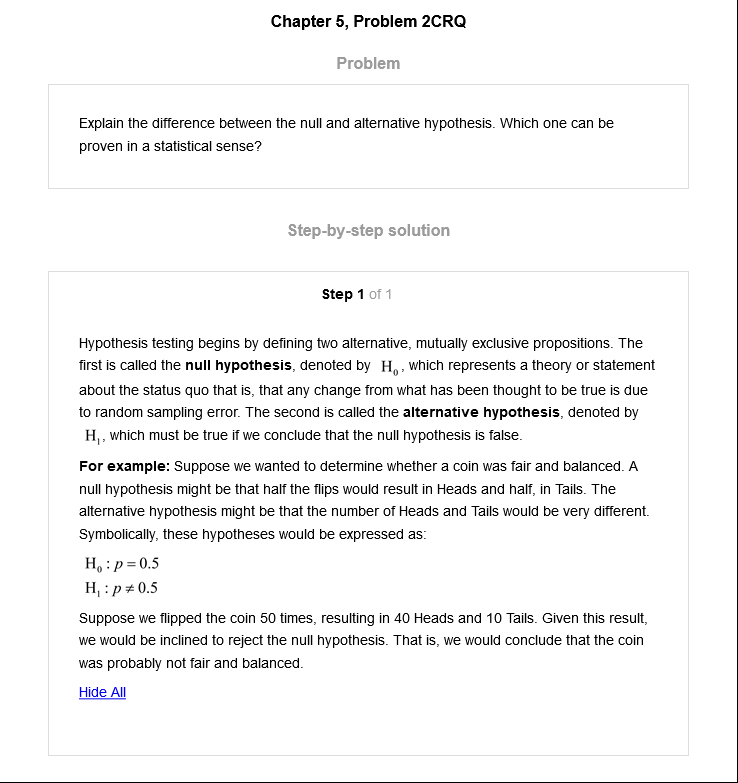 Chapter 5, Problem 2CRQ
Problem
Explain the difference between the null and alternative hypothesis. Which one can be
proven in a statistical sense?
Step-by-step solution
Step 1 of 1
Hypothesis testing begins by defining two alternative, mutually exclusive propositions. The
first is called the null hypothesis, denoted by H₀, which represents a theory or statement
about the status quo that is, that any change from what has been thought to be true is due
to random sampling error. The second is called the alternative hypothesis, denoted by
H₁, which must be true if we conclude that the null hypothesis is false.
For example: Suppose we wanted to determine whether a coin was fair and balanced. A
null hypothesis might be that half the flips would result in Heads and half, in Tails. The
alternative hypothesis might be that the number of Heads and Tails would be very different.
Symbolically, these hypotheses would be expressed as:
H₀ : p = 0.5
H₁ : p ≠ 0.5
Suppose we flipped the coin 50 times, resulting in 40 Heads and 10 Tails. Given this result,
we would be inclined to reject the null hypothesis. That is, we would conclude that the coin
was probably not fair and balanced.
Hide All